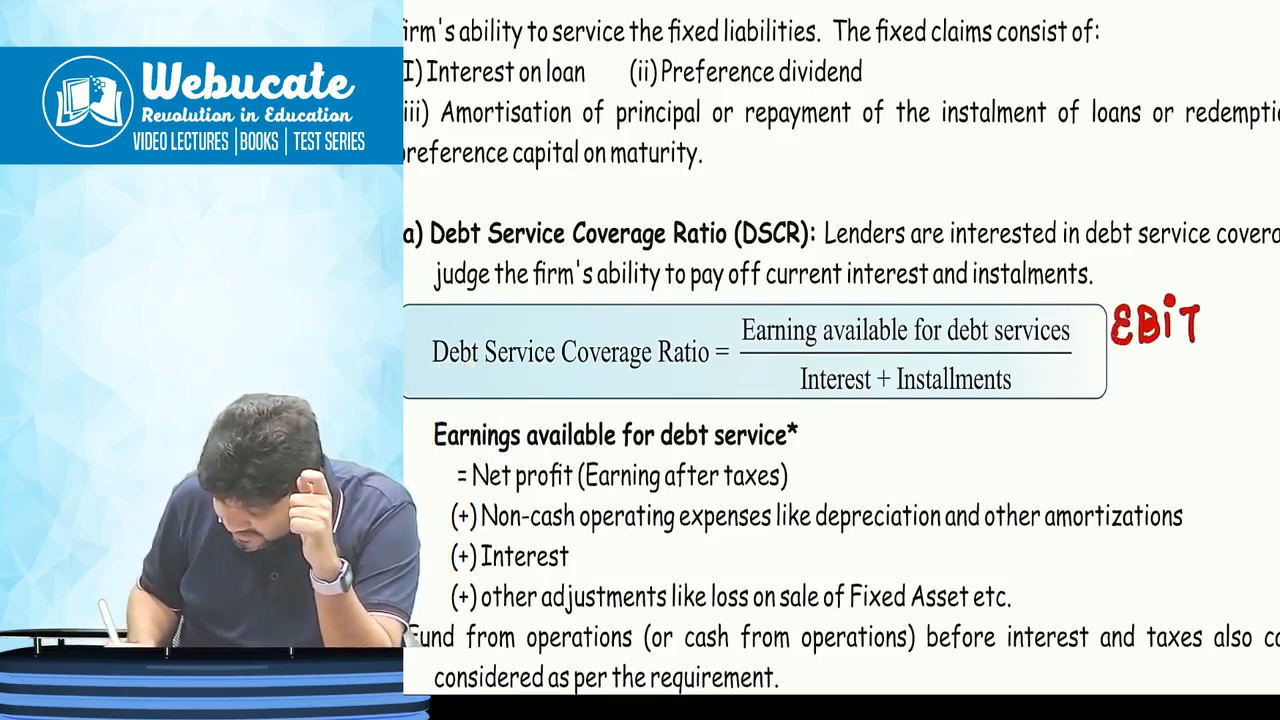 Webucate
Revolution in Education
VIDEO LECTURES | BOOKS | TEST SERIES
firm's ability to service the fixed liabilities. The fixed claims consist of:
I) Interest on loan (ii) Preference dividend
iii) Amortisation of principal or repayment of the instalment of loans or redempti
preference capital on maturity.
a) Debt Service Coverage Ratio (DSCR): Lenders are interested in debt service covera
judge the firm's ability to pay off current interest and instalments.
Debt Service Coverage Ratio = Earning available for debt services
Interest + Installments
EBIT
Earnings available for debt service*
= Net profit (Earning after taxes)
(+) Non-cash operating expenses like depreciation and other amortizations
(+) Interest
(+) other adjustments like loss on sale of Fixed Asset etc.
Fund from operations (or cash from operations) before interest and taxes also ca
considered as per the requirement.